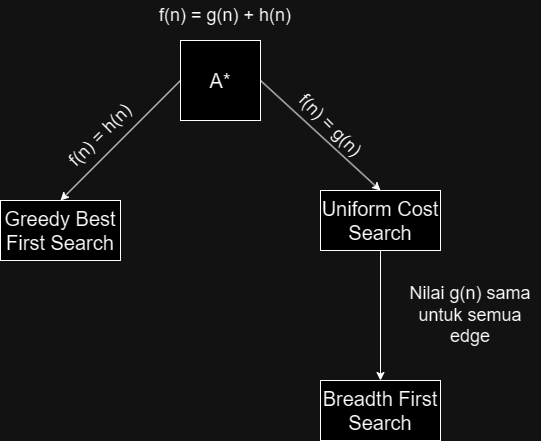 f(n) = g(n) + h(n)
A*
f(n) = h(n)
f(n) = g(n)
Greedy Best
First Search
Uniform Cost
Search
Nilai g(n) sama
untuk semua
edge
Breadth First
Search